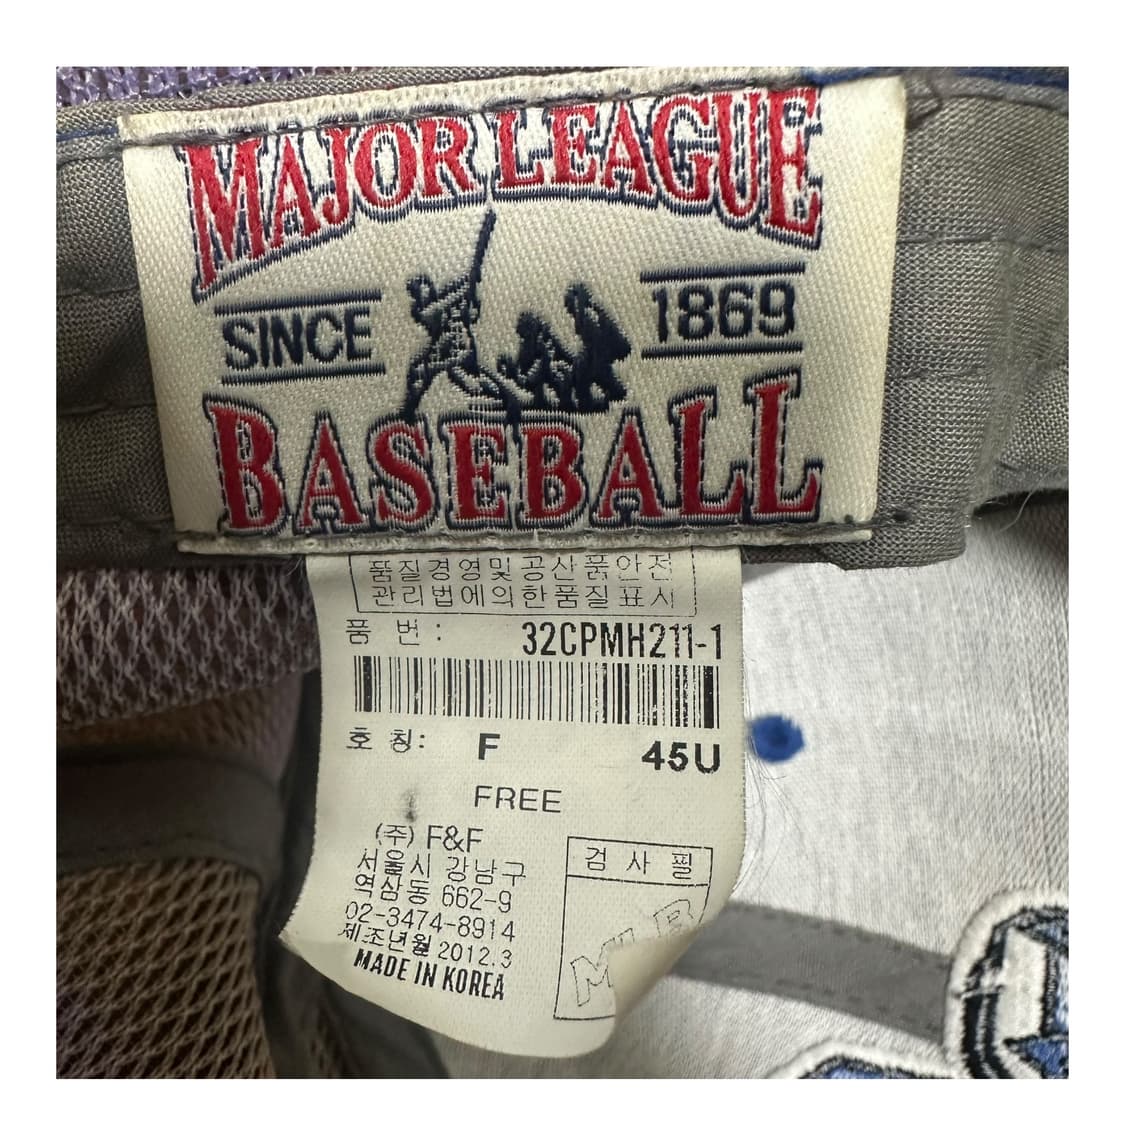 MAJOR LEAGUE
SINCE 1869
BASEBALL
품질경영및 공산품안전
관리법에의한품질표시
품 번 : 32CPMH211-1
호 칭: F 45U
FREE
(주) F&F
서울시 강남구
역삼동 662-9
02-3474-8914
제조년월 2012.3
MADE IN KOREA
검 사 필
MLB